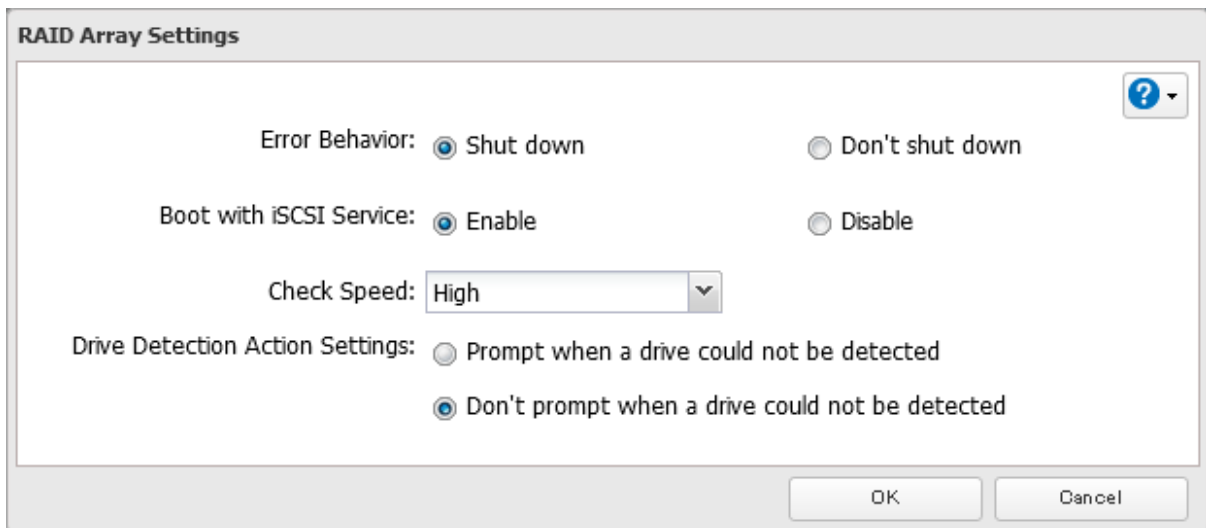 RAID Array Settings
?
Error Behavior: Shut down Don't shut down
Boot with iSCSI Service: Enable Disable
Check Speed: High
Drive Detection Action Settings: Prompt when a drive could not be detected
Don't prompt when a drive could not be detected
OK Cancel